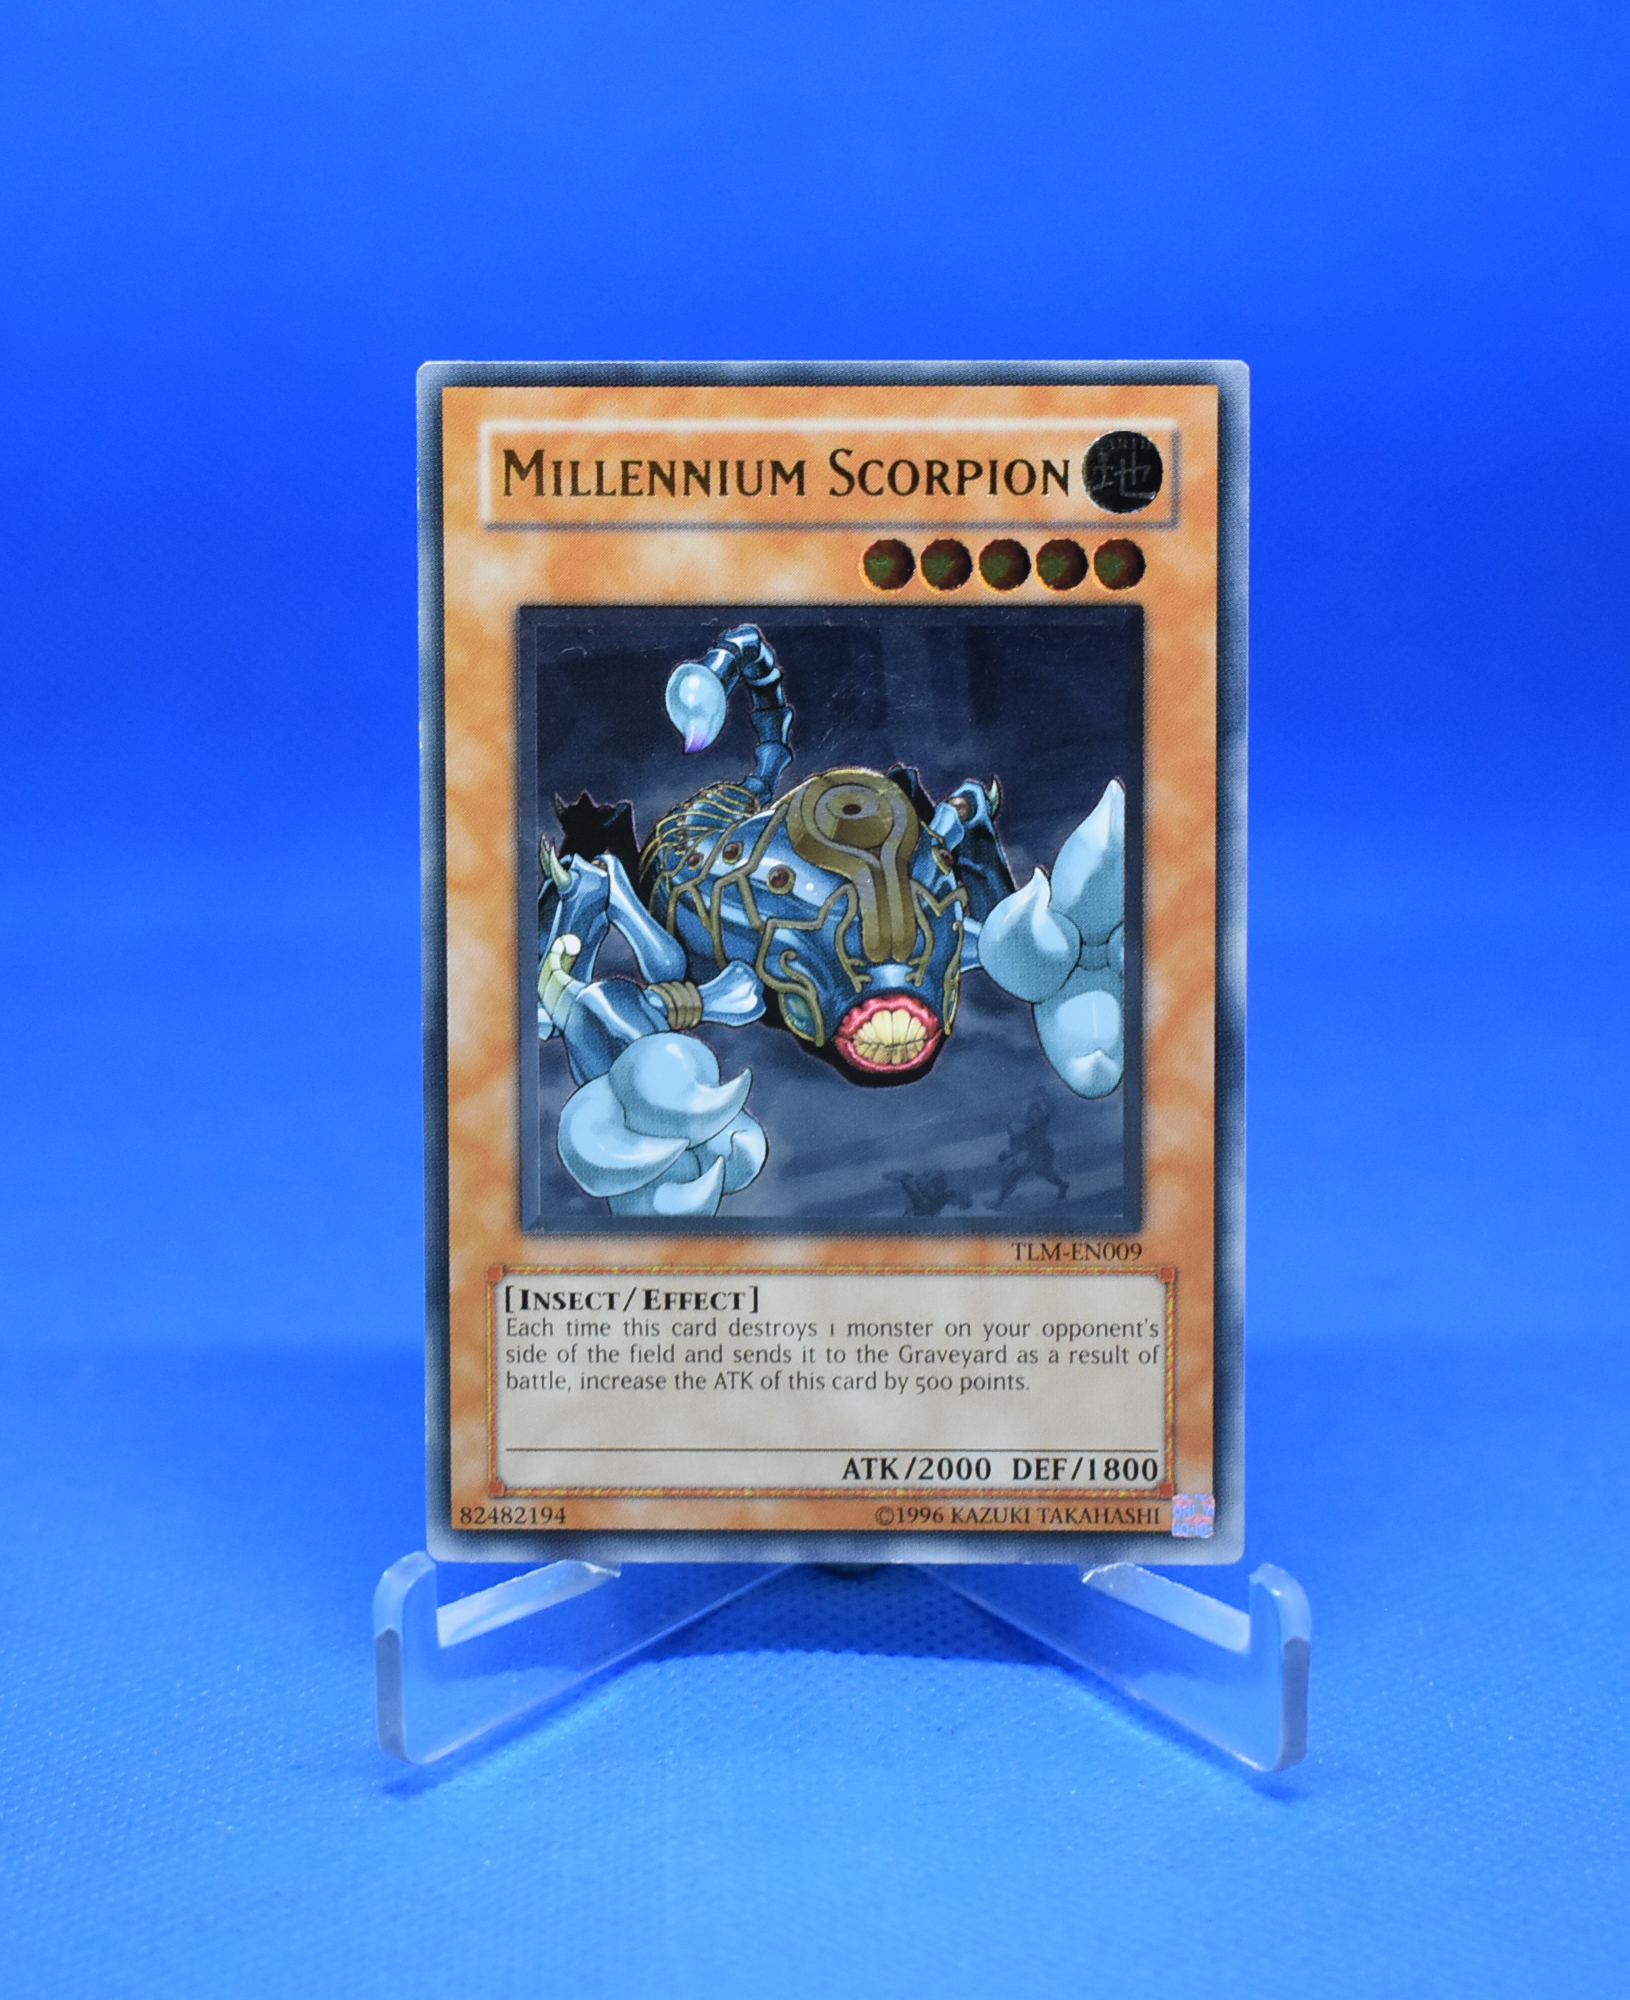 MILLENNIUM SCORPION
EARTH
地
TLM-EN009
[INSECT/EFFECT]
Each time this card destroys 1 monster on your opponent's
side of the field and sends it to the Graveyard as a result of
battle, increase the ATK of this card by 500 points.
ATK/2000 DEF/1800
82482194
©1996 KAZUKI TAKAHASHI